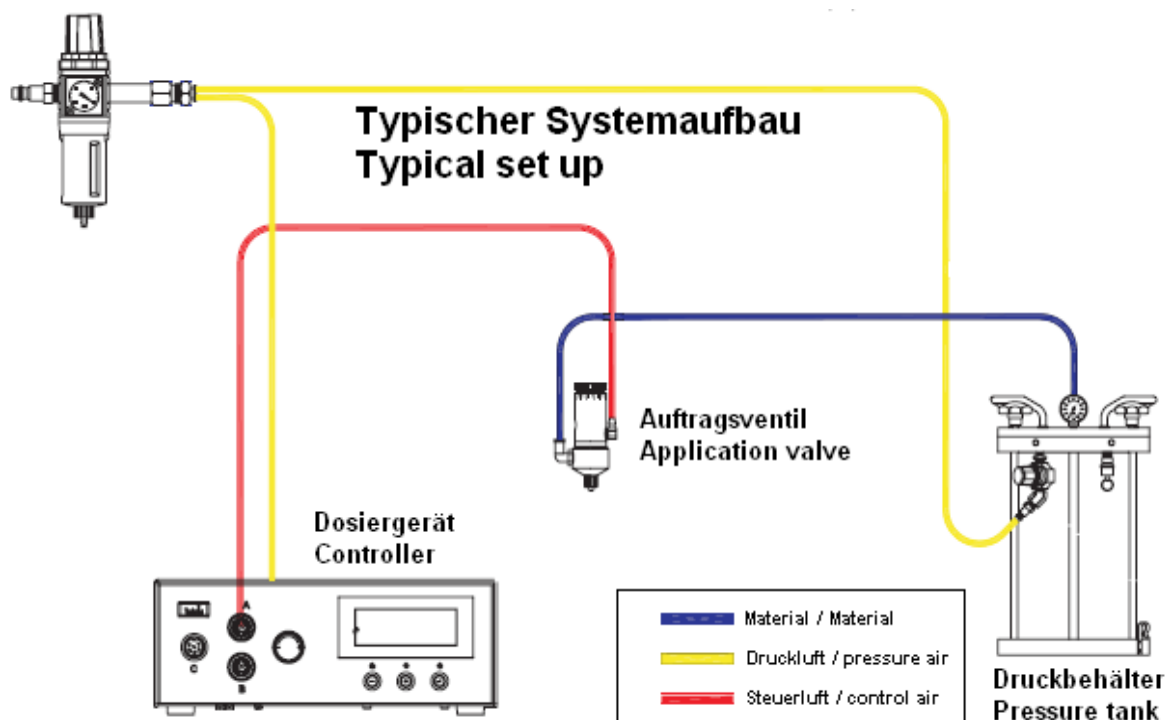 Typischer Systemaufbau
Typical set up
Auftragsventil
Application valve
Dosiergerät
Controller
A
C
B
Material / Material
Druckluft / pressure air
Steuerluft / control air
Druckbehälter
Pressure tank